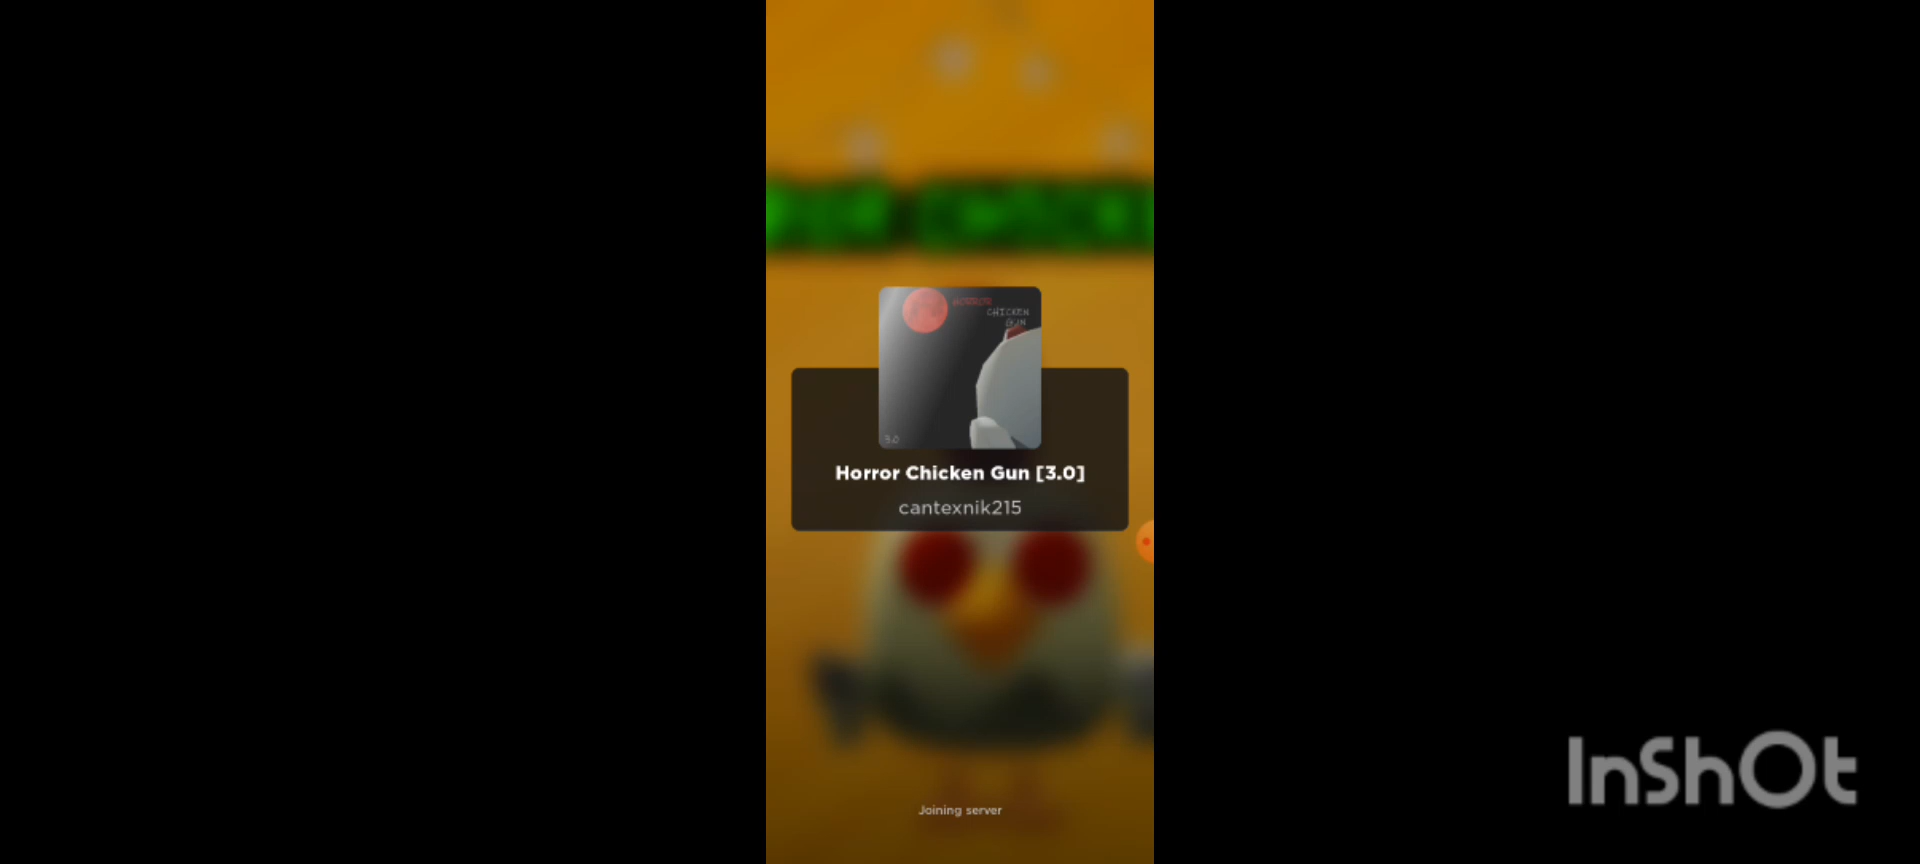 HORROR
CHICKEN
GUN
3.0
Horror Chicken Gun [3.0]
cantexnik215
Joining server
InShOt